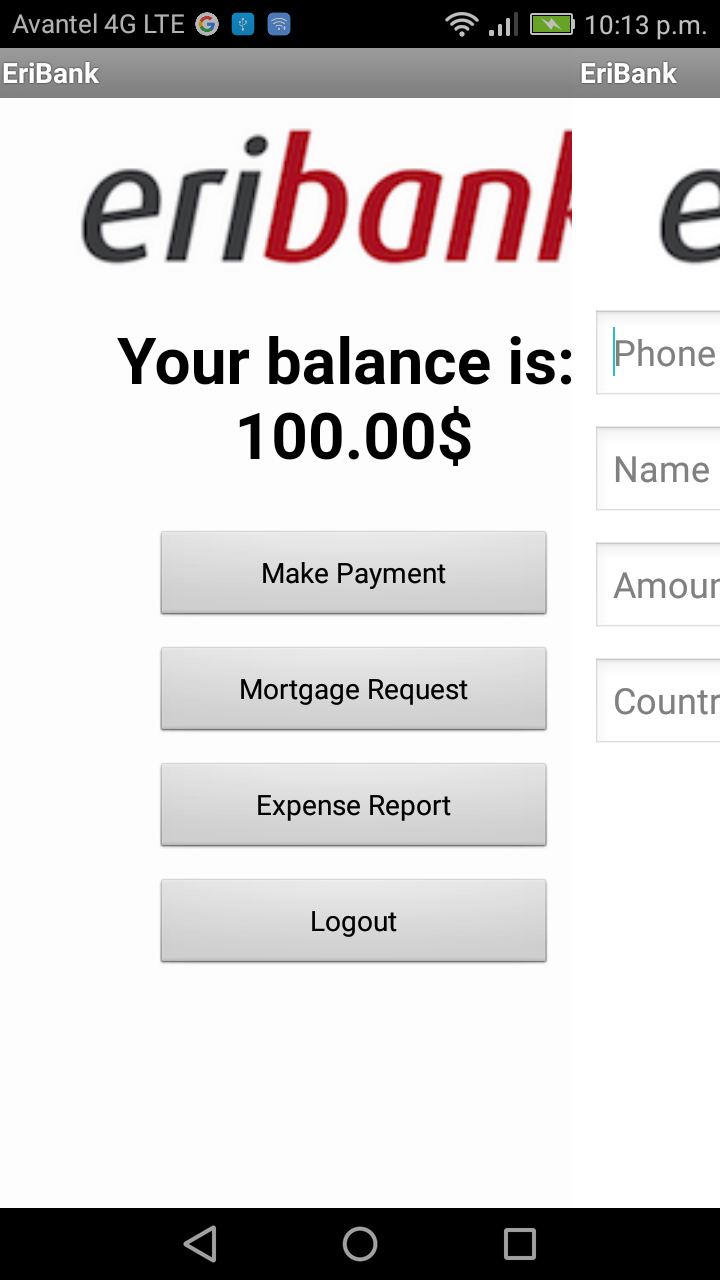 Avantel 4G LTE 10:13 p.m.
EriBank
eribank
Your balance is:
100.00$
Make Payment
Mortgage Request
Expense Report
Logout
EriBank
e
Phone
Name
Amoun
Countr